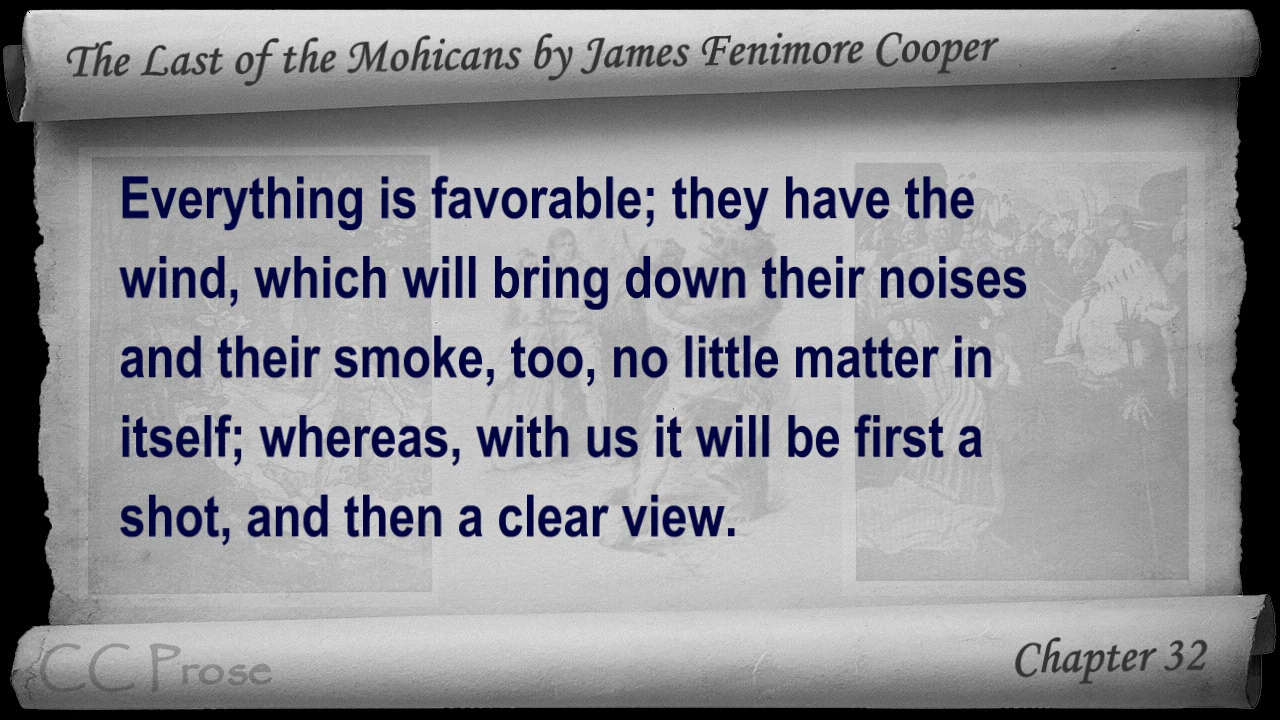 The Last of the Mohicans by James Fenimore Cooper
Everything is favorable; they have the
wind, which will bring down their noises
and their smoke, too, no little matter in
itself; whereas, with us it will be first a
shot, and then a clear view.
CC Prose
Chapter 32